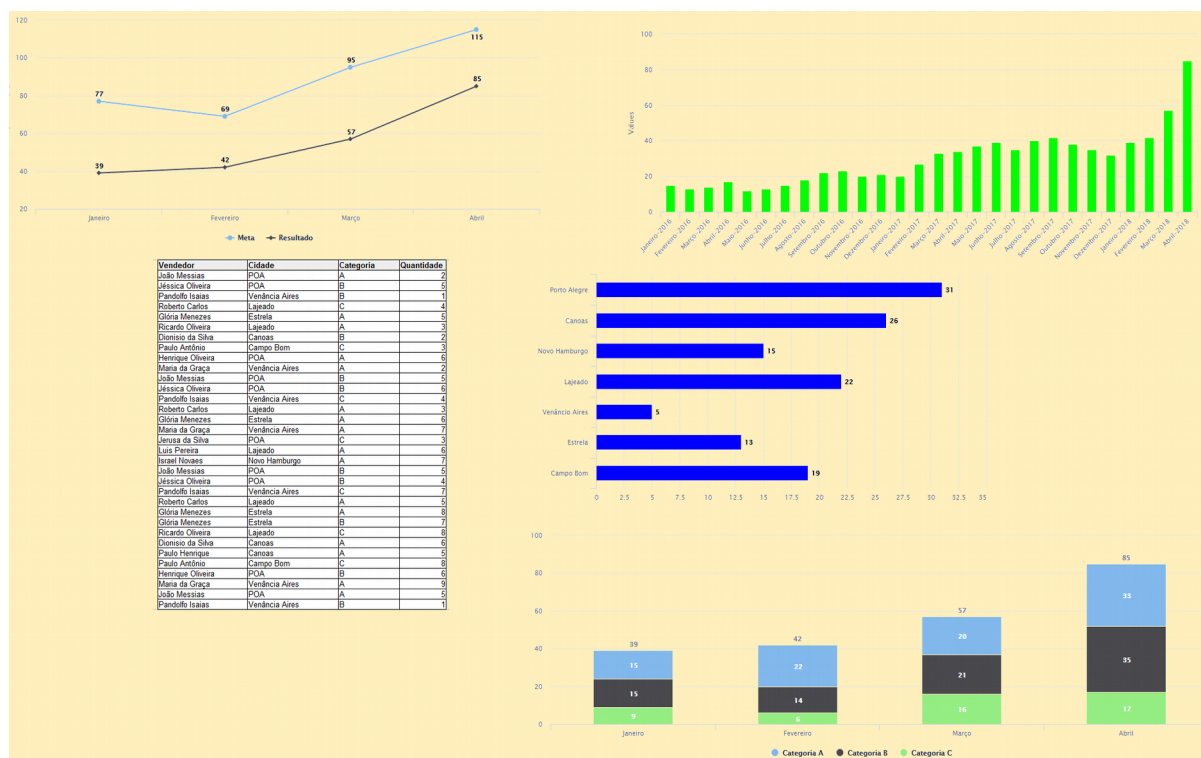 120
100
80
60
40
20
77
69
95
115
39
42
57
85
Janeiro
Fevereiro
Março
Abril
Meta
Resultado
Values
100
80
60
40
20
0
Janeiro-2016
Fevereiro-2016
Março-2016
Abril-2016
Maio-2016
Junho-2016
Julho-2016
Agosto-2016
Setembro-2016
Outubro-2016
Novembro-2016
Dezembro-2016
Janeiro-2017
Fevereiro-2017
Março-2017
Abril-2017
Maio-2017
Junho-2017
Julho-2017
Agosto-2017
Setembro-2017
Outubro-2017
Novembro-2017
Dezembro-2017
Janeiro-2018
Fevereiro-2018
Março-2018
Abril-2018
Vendedor Cidade Categoria Quantidade
João Messias POA A 2
Jéssica Oliveira POA B 5
Pandolfo Isaias Venância Aires B 1
Roberto Carlos Lajeado C 4
Glória Menezes Estrela A 5
Ricardo Oliveira Lajeado A 3
Dionisio da Silva Canoas B 2
Paulo Antônio Campo Bom C 3
Henrique Oliveira POA A 6
Maria da Graça Venância Aires A 2
João Messias POA B 5
Jéssica Oliveira POA B 6
Pandolfo Isaias Venância Aires C 4
Roberto Carlos Lajeado A 3
Glória Menezes Estrela A 6
Maria da Graça Venância Aires A 7
Jerusa da Silva POA C 3
Luis Pereira Lajeado A 6
Israel Novaes Novo Hamburgo A 7
João Messias POA B 5
Jéssica Oliveira POA B 4
Pandolfo Isaias Venância Aires C 7
Roberto Carlos Lajeado A 5
Glória Menezes Estrela A 8
Glória Menezes Estrela B 7
Ricardo Oliveira Lajeado C 8
Dionisio da Silva Canoas A 6
Paulo Henrique Canoas A 5
Paulo Antônio Campo Bom C 8
Henrique Oliveira POA B 6
Maria da Graça Venância Aires A 9
João Messias POA A 5
Pandolfo Isaias Venância Aires B 1
Porto Alegre 31
Canoas 26
Novo Hamburgo 15
Lajeado 22
Venâncio Aires 5
Estrela 13
Campo Bom 19
0 2.5 5 7.5 10 12.5 15 17.5 20 22.5 25 27.5 30 32.5 35
100
80
60
40
20
0
39
15
15
9
42
22
14
6
57
20
21
16
85
33
35
17
Janeiro
Fevereiro
Março
Abril
Categoria A
Categoria B
Categoria C